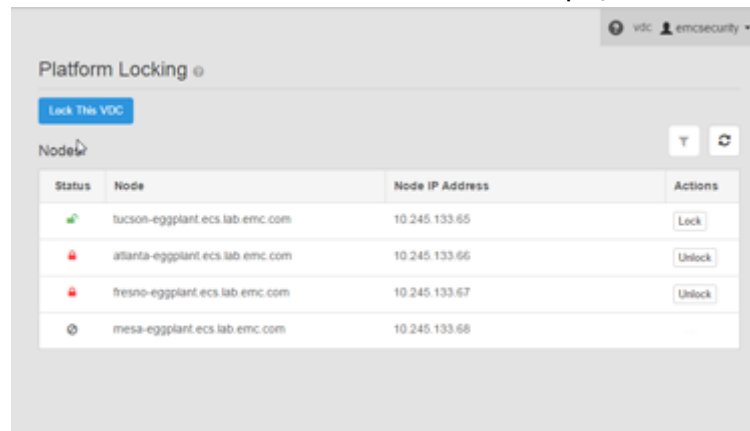 vdc emcsecurity
Platform Locking
Lock This VDC
Nodes
Status Node Node IP Address Actions
tucson-eggplant.ecs.lab.emc.com 10.245.133.65 Lock
atlanta-eggplant.ecs.lab.emc.com 10.245.133.66 Unlock
fresno-eggplant.ecs.lab.emc.com 10.245.133.67 Unlock
mesa-eggplant.ecs.lab.emc.com 10.245.133.68